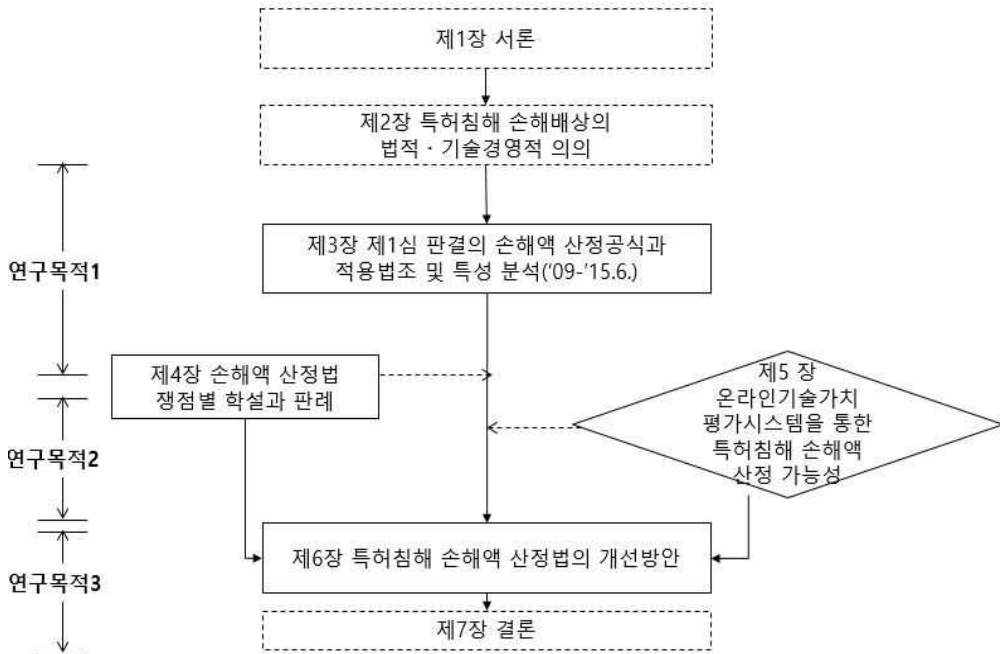 제1장 서론
제2장 특허침해 손해배상의
법적 · 기술경영적 의의
연구목적1
제3장 제1심 판결의 손해액 산정공식과
적용법조 및 특성 분석('09-'15.6.)
제4장 손해액 산정법
쟁점별 학설과 판례
제5 장
온라인기술가치
평가시스템을 통한
특허침해 손해액
산정 가능성
연구목적2
제6장 특허침해 손해액 산정법의 개선방안
연구목적3
제7장 결론